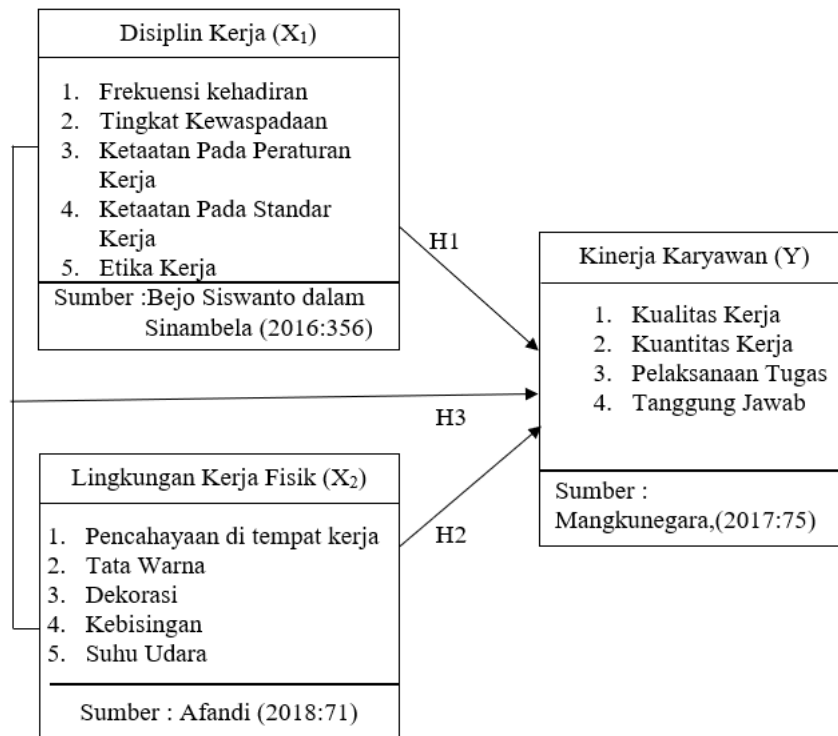 Disiplin Kerja (X₁)
1. Frekuensi kehadiran
2. Tingkat Kewaspadaan
3. Ketaatan Pada Peraturan
Kerja
4. Ketaatan Pada Standar
Kerja
5. Etika Kerja
Sumber :Bejo Siswanto dalam
Sinambela (2016:356)
H1
Kinerja Karyawan (Y)
1. Kualitas Kerja
2. Kuantitas Kerja
3. Pelaksanaan Tugas
4. Tanggung Jawab
Sumber :
Mangkunegara,(2017:75)
H3
Lingkungan Kerja Fisik (X₂)
1. Pencahayaan di tempat kerja
2. Tata Warna
3. Dekorasi
4. Kebisingan
5. Suhu Udara
Sumber : Afandi (2018:71)
H2